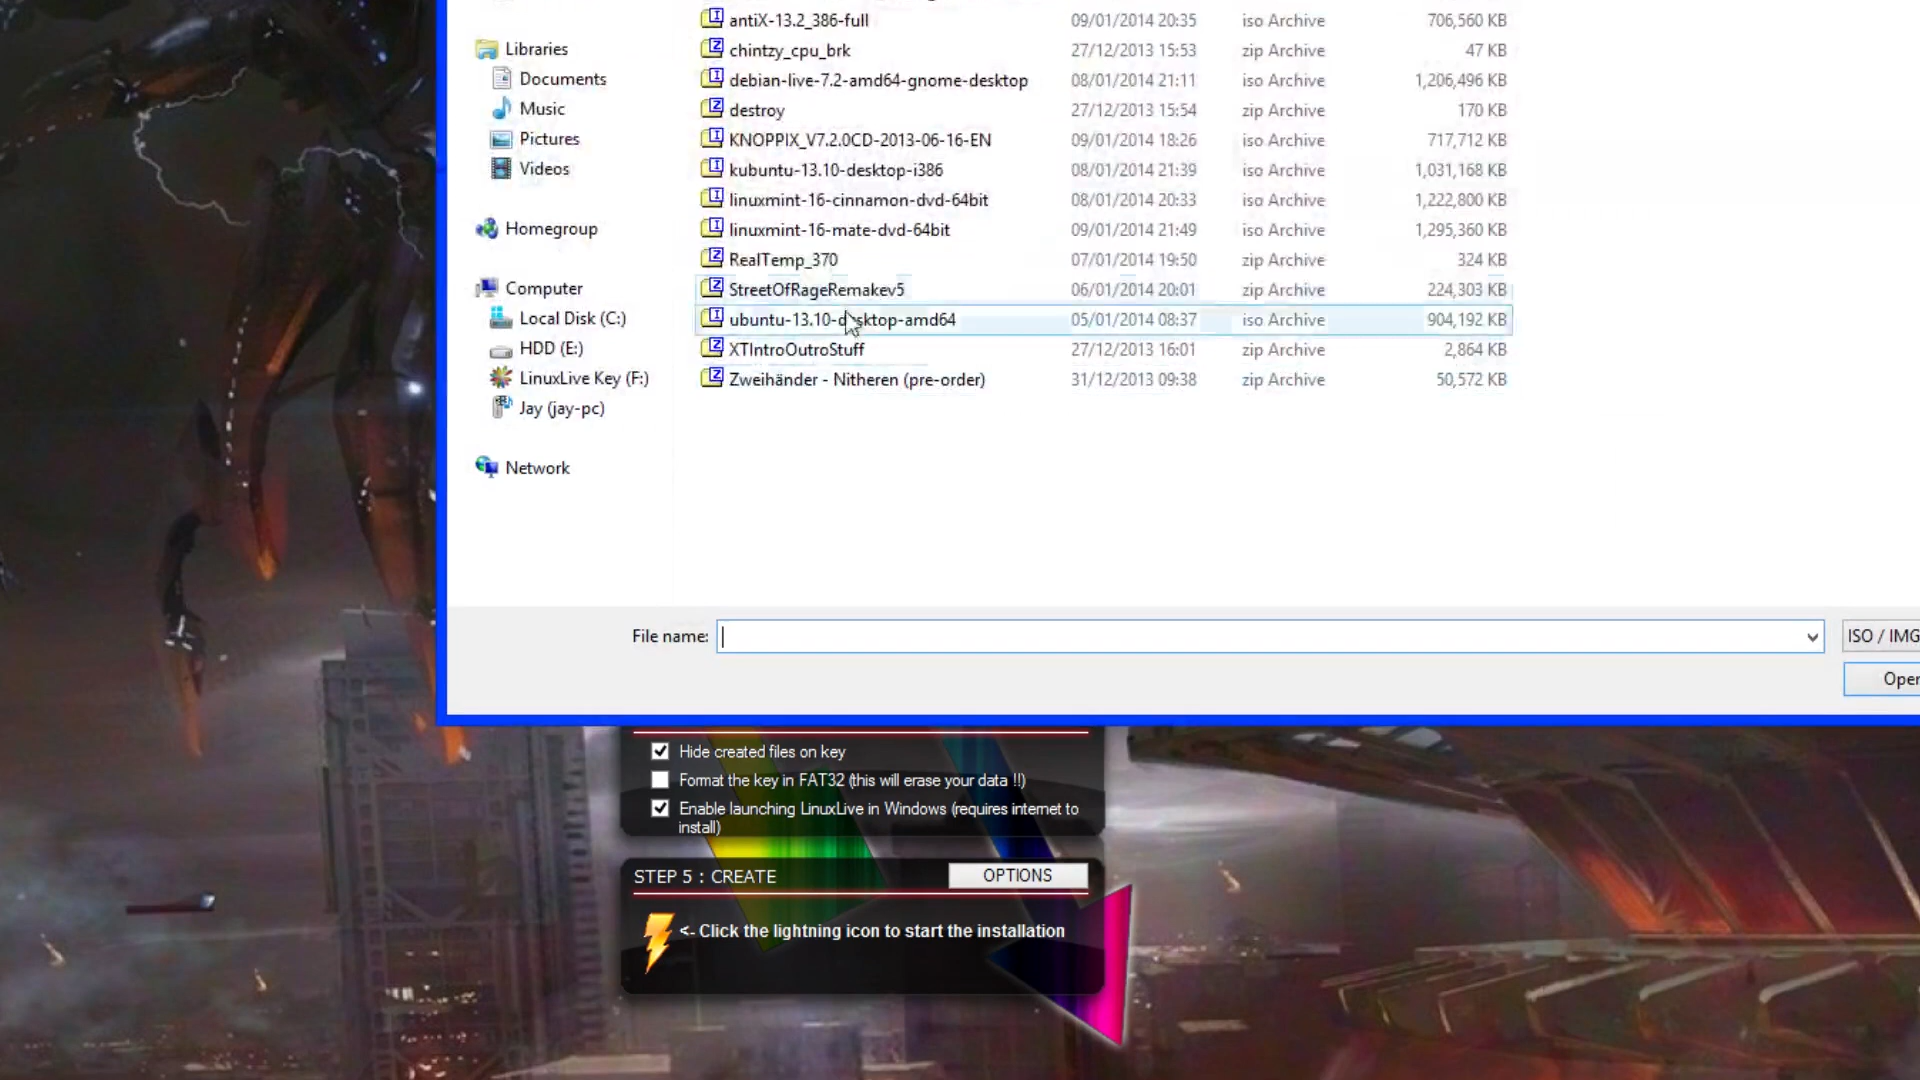 antiX-13.2_386-full 09/01/2014 20:35 iso Archive 706,560 KB
Libraries
chintzy_cpu_brk 27/12/2013 15:53 zip Archive 47 KB
Documents
debian-live-7.2-amd64-gnome-desktop 08/01/2014 21:11 iso Archive 1,206,496 KB
Music
destroy 27/12/2013 15:54 zip Archive 170 KB
Pictures
KNOPPIX_V7.2.0CD-2013-06-16-EN 09/01/2014 18:26 iso Archive 717,712 KB
Videos
kubuntu-13.10-desktop-i386 08/01/2014 21:39 iso Archive 1,031,168 KB
linuxmint-16-cinnamon-dvd-64bit 08/01/2014 20:33 iso Archive 1,222,800 KB
Homegroup
linuxmint-16-mate-dvd-64bit 09/01/2014 21:49 iso Archive 1,295,360 KB
RealTemp_370 07/01/2014 19:50 zip Archive 324 KB
Computer
StreetOfRageRemakev5 06/01/2014 20:01 zip Archive 224,303 KB
Local Disk (C:)
ubuntu-13.10-desktop-amd64 05/01/2014 08:37 iso Archive 904,192 KB
HDD (E:)
XTIntroOutroStuff 27/12/2013 16:01 zip Archive 2,864 KB
LinuxLive Key (F:)
Zweihänder - Nitheren (pre-order) 31/12/2013 09:38 zip Archive 50,572 KB
Jay (jay-pc)
Network
File name:
ISO / IMG
Open
Hide created files on key
Format the key in FAT32 (this will erase your data !!)
Enable launching LinuxLive in Windows (requires internet to
install)
STEP 5 : CREATE
OPTIONS
<- Click the lightning icon to start the installation